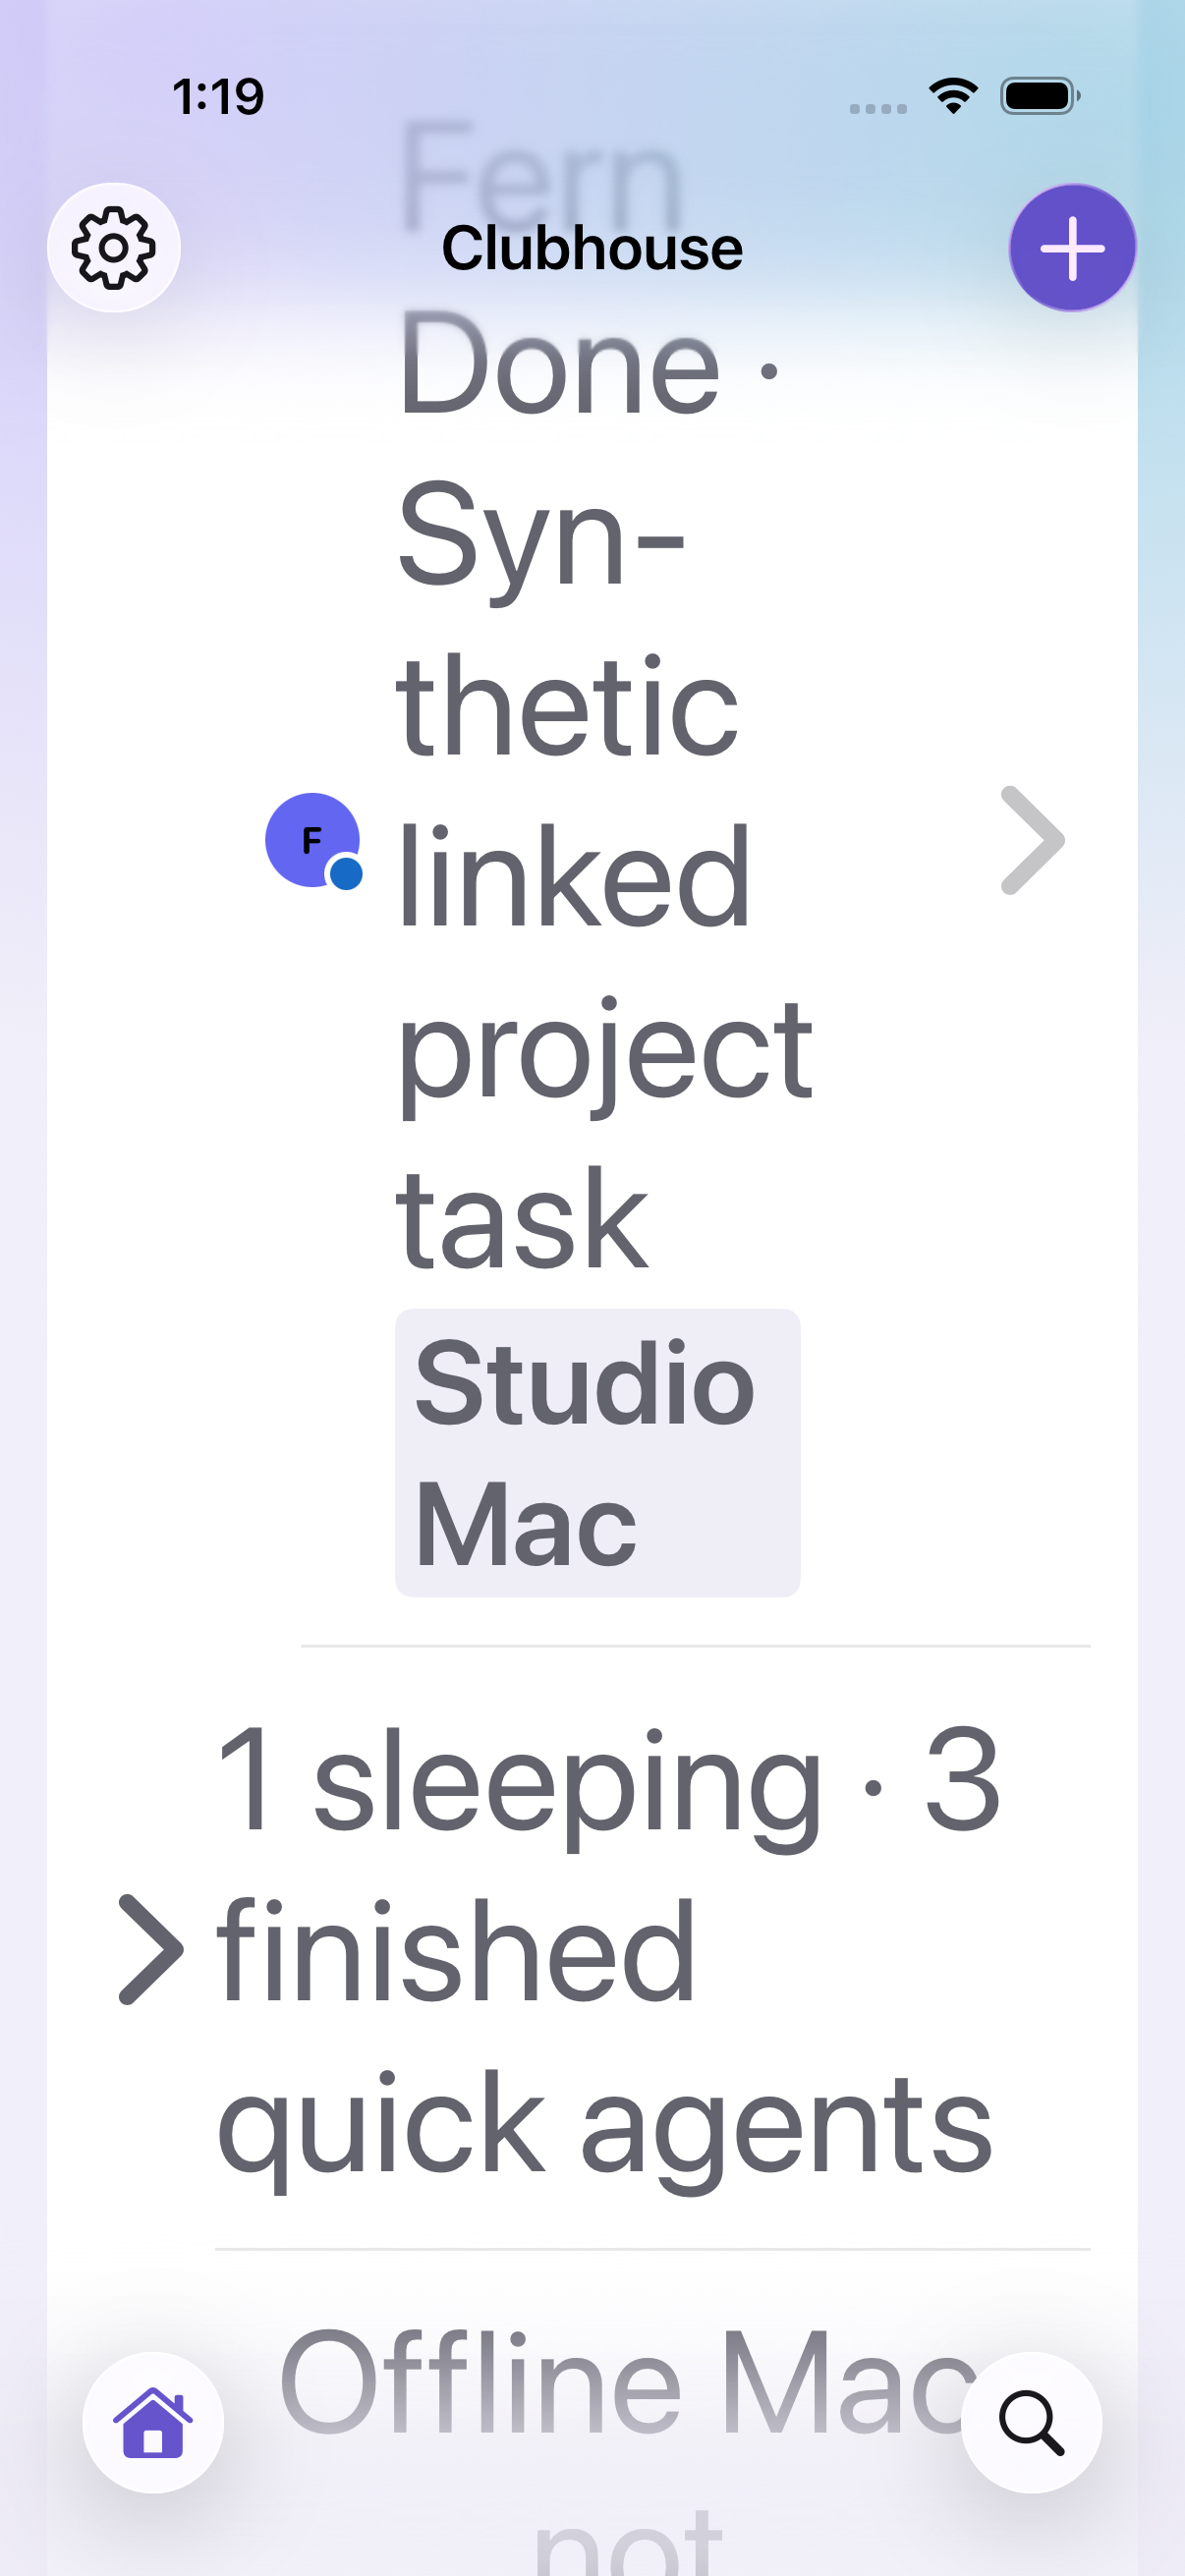 1:19
Fern
Clubhouse
Done ·
Syn-
thetic
F
linked
project
task
Studio
Mac
1 sleeping · 3
finished
quick agents
Offline Mac
not